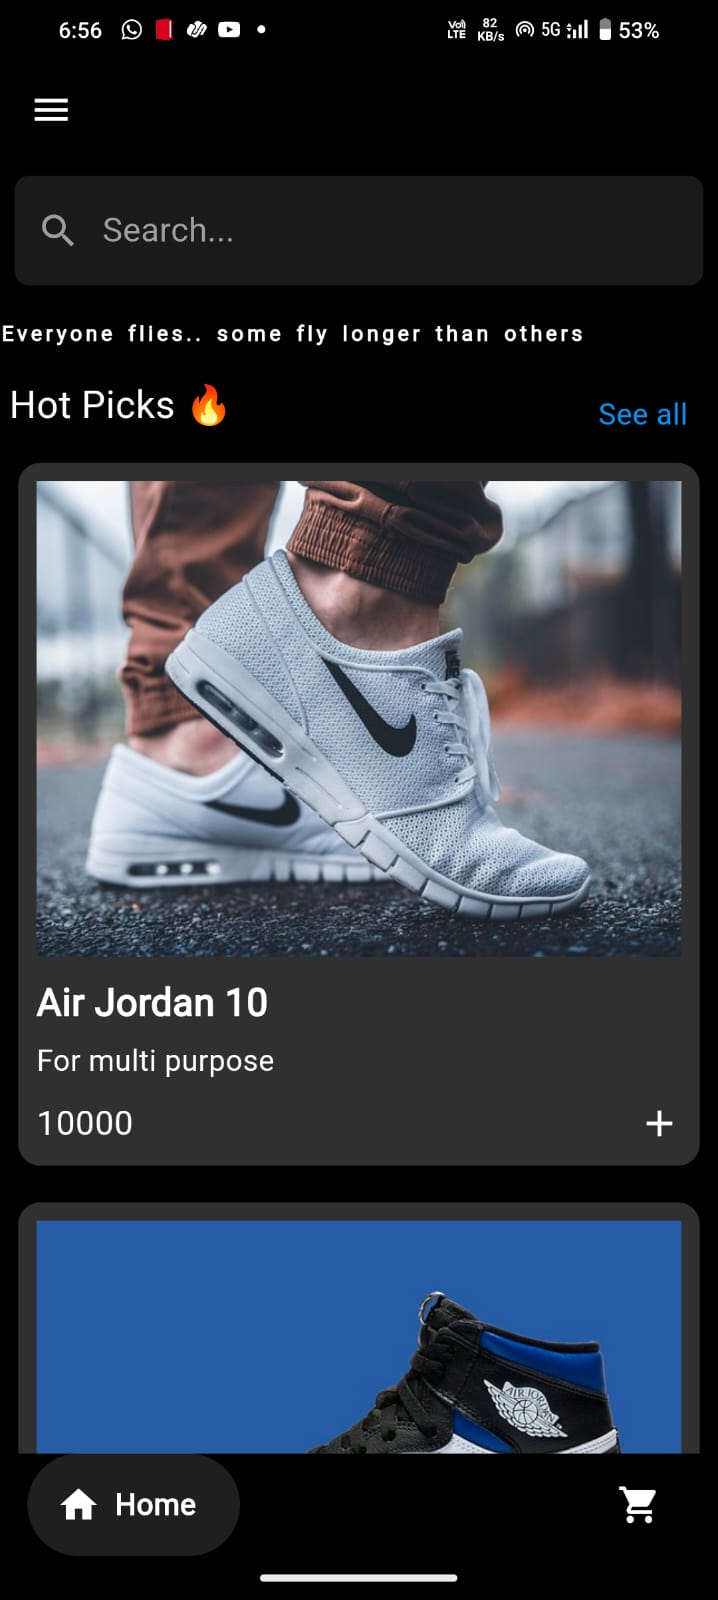 6:56
Vo))
LTE
82
KB/s
5G
53%
Search...
Everyone flies.. some fly longer than others
Hot Picks 🔥
See all
Air Jordan 10
For multi purpose
10000
AIR JORDAN
Home